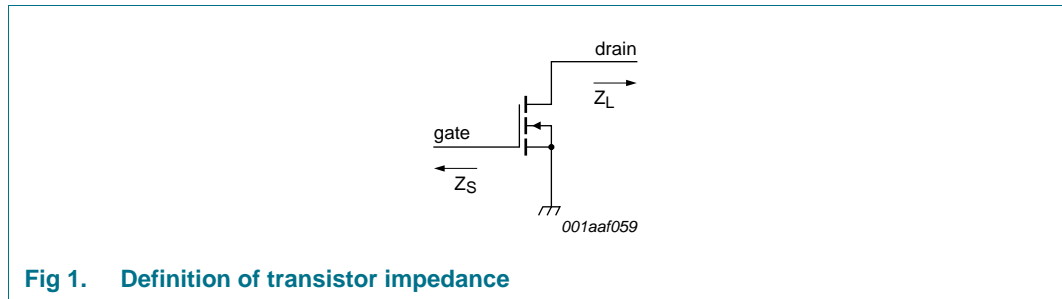 drain
Z_L
gate
Z_S
001aaf059
Fig 1. Definition of transistor impedance